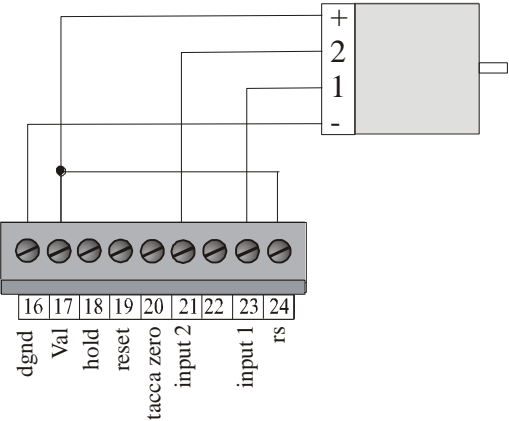 +
2
1
-
16 17 18 19 20 21 22 23 24
dgnd
Val
hold
reset
tacca zero
input 2
input 1
rs